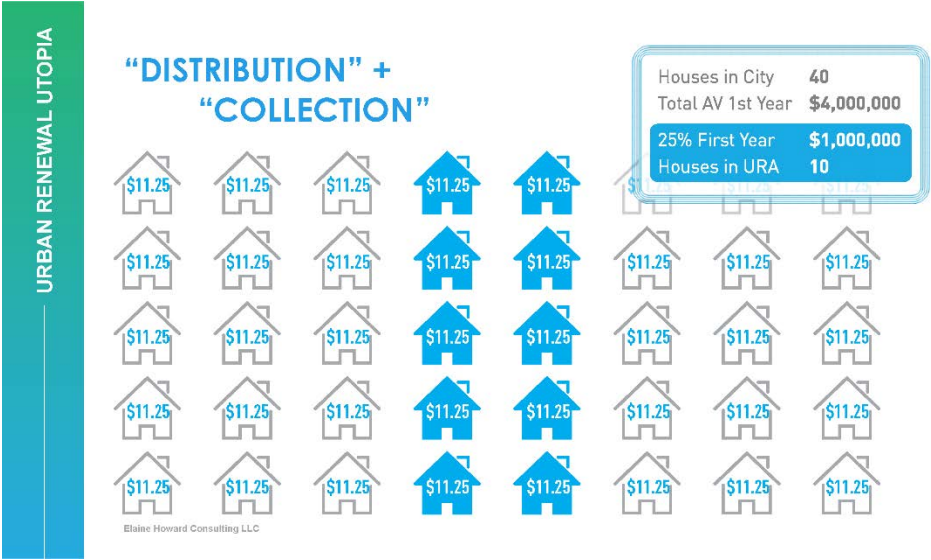 URBAN RENEWAL UTOPIA
“DISTRIBUTION” +
“COLLECTION”
Houses in City 40
Total AV 1st Year $4,000,000
25% First Year $1,000,000
Houses in URA 10
$11.25 $11.25 $11.25 $11.25 $11.25
$11.25 $11.25 $11.25 $11.25 $11.25 $11.25 $11.25 $11.25
$11.25 $11.25 $11.25 $11.25 $11.25 $11.25 $11.25 $11.25
$11.25 $11.25 $11.25 $11.25 $11.25 $11.25 $11.25 $11.25
$11.25 $11.25 $11.25 $11.25 $11.25 $11.25 $11.25 $11.25
Elaine Howard Consulting LLC